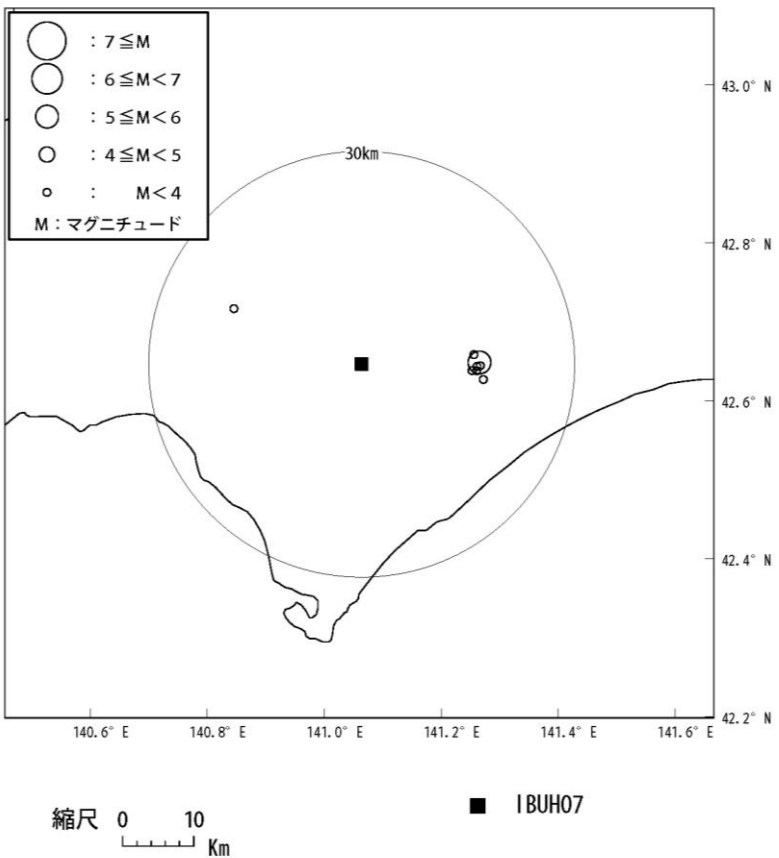 : 7≦M
: 6≦M<7
: 5≦M<6
: 4≦M<5
: M<4
M:マグニチュード
30km
43.0° N
42.8° N
42.6° N
42.4° N
42.2° N
140.6° E 140.8° E 141.0° E 141.2° E 141.4° E 141.6° E
縮尺 0 10
Km
IBUH07